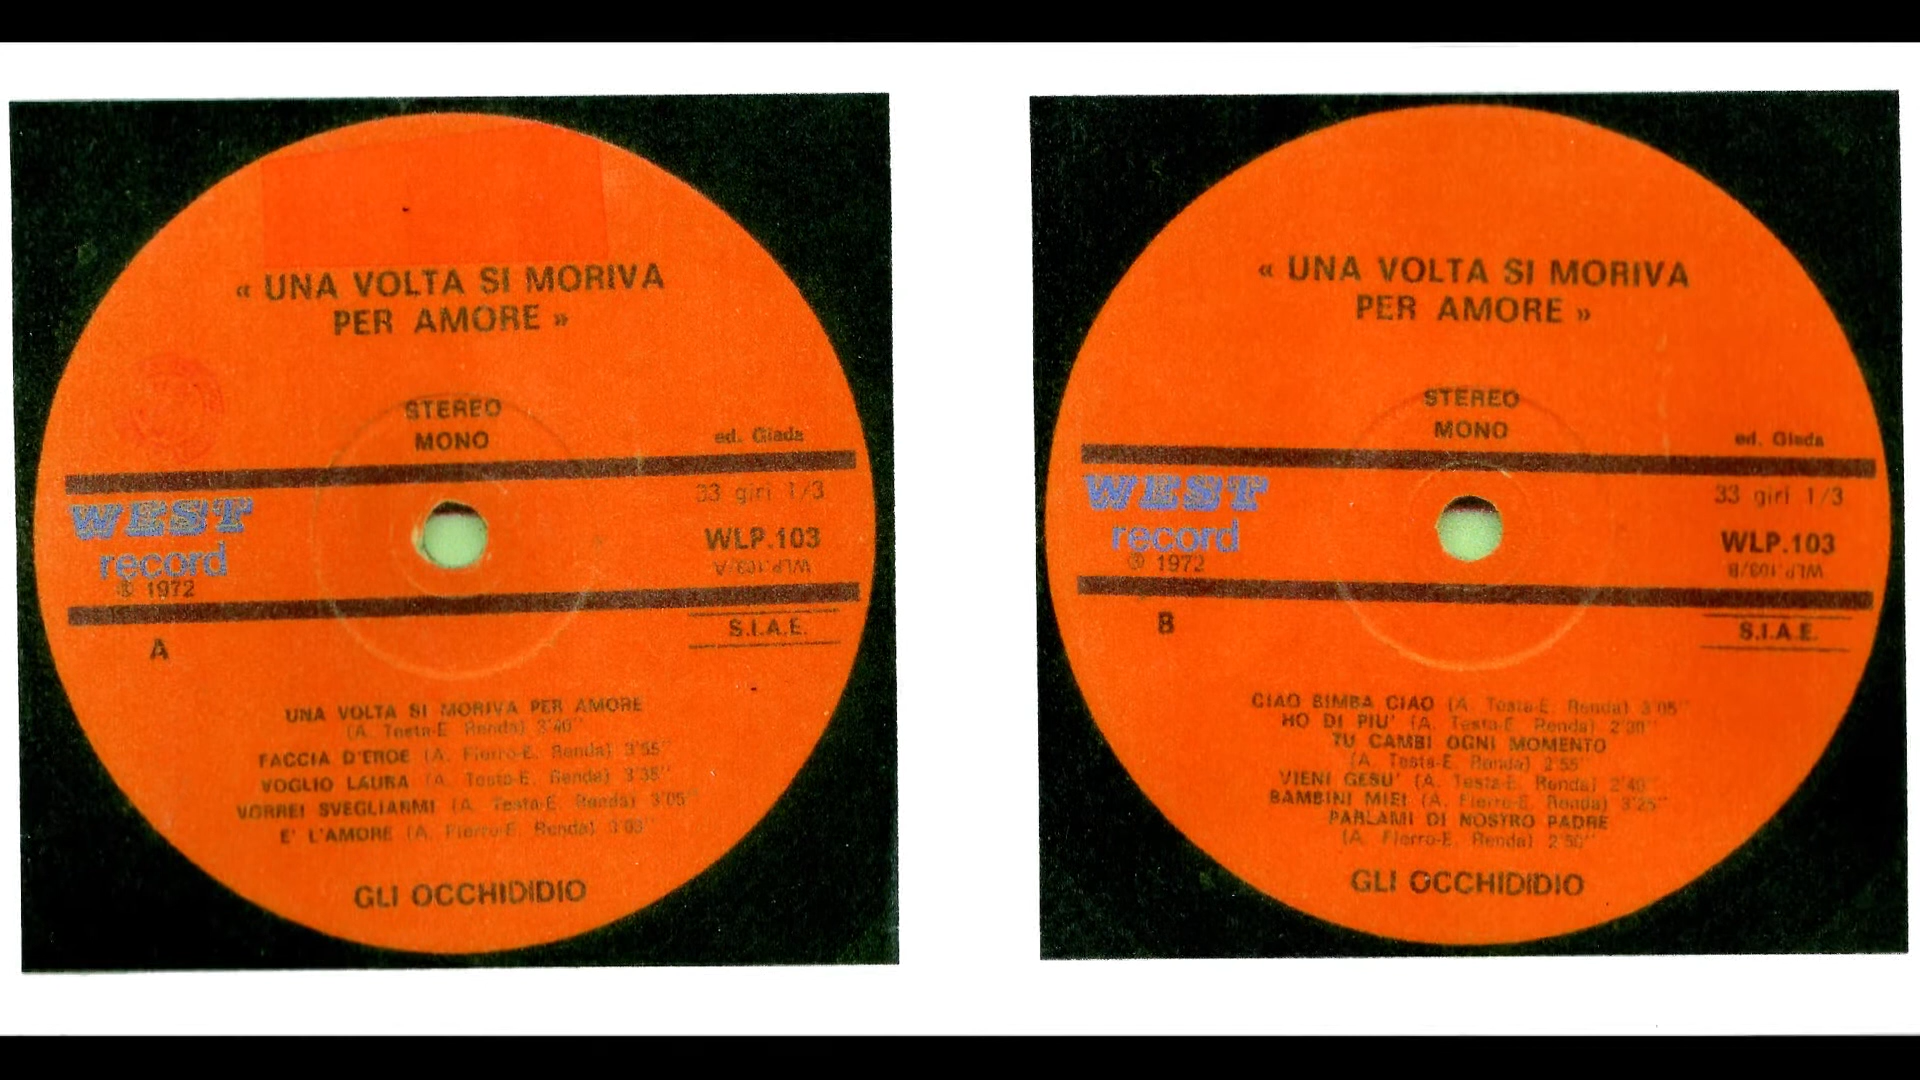 « UNA VOLTA SI MORIVA
PER AMORE »
STEREO
MONO
ed. Giada
WEST
record
℗ 1972
33 giri 1/3
WLP.103
WLP.103/A
S.I.A.E.
A
UNA VOLTA SI MORIVA PER AMORE
(A. Testa-E. Renda) 3'40''
FACCIA D'EROE (A. Fierro-E. Renda) 3'55''
VOGLIO LAURA (A. Testa-E. Renda) 3'35''
VORREI SVEGLIARMI (A. Testa-E. Renda) 3'05''
E' L'AMORE (A. Fierro-E. Renda) 3'03''
GLI OCCHIDIDIO
« UNA VOLTA SI MORIVA
PER AMORE »
STEREO
MONO
ed. Giada
WEST
record
℗ 1972
33 giri 1/3
WLP.103
WLP.103/B
S.I.A.E.
B
CIAO BIMBA CIAO (A. Testa-E. Renda) 3'05''
HO DI PIU' (A. Testa-E. Renda) 2'30''
TU CAMBI OGNI MOMENTO
(A. Testa-E. Renda) 2'55''
VIENI GESU' (A. Testa-E. Renda) 2'40''
BAMBINI MIEI (A. Fierro-E. Renda) 3'25''
PARLAMI DI NOSTRO PADRE
(A. Fierro-E. Renda) 2'50''
GLI OCCHIDIDIO